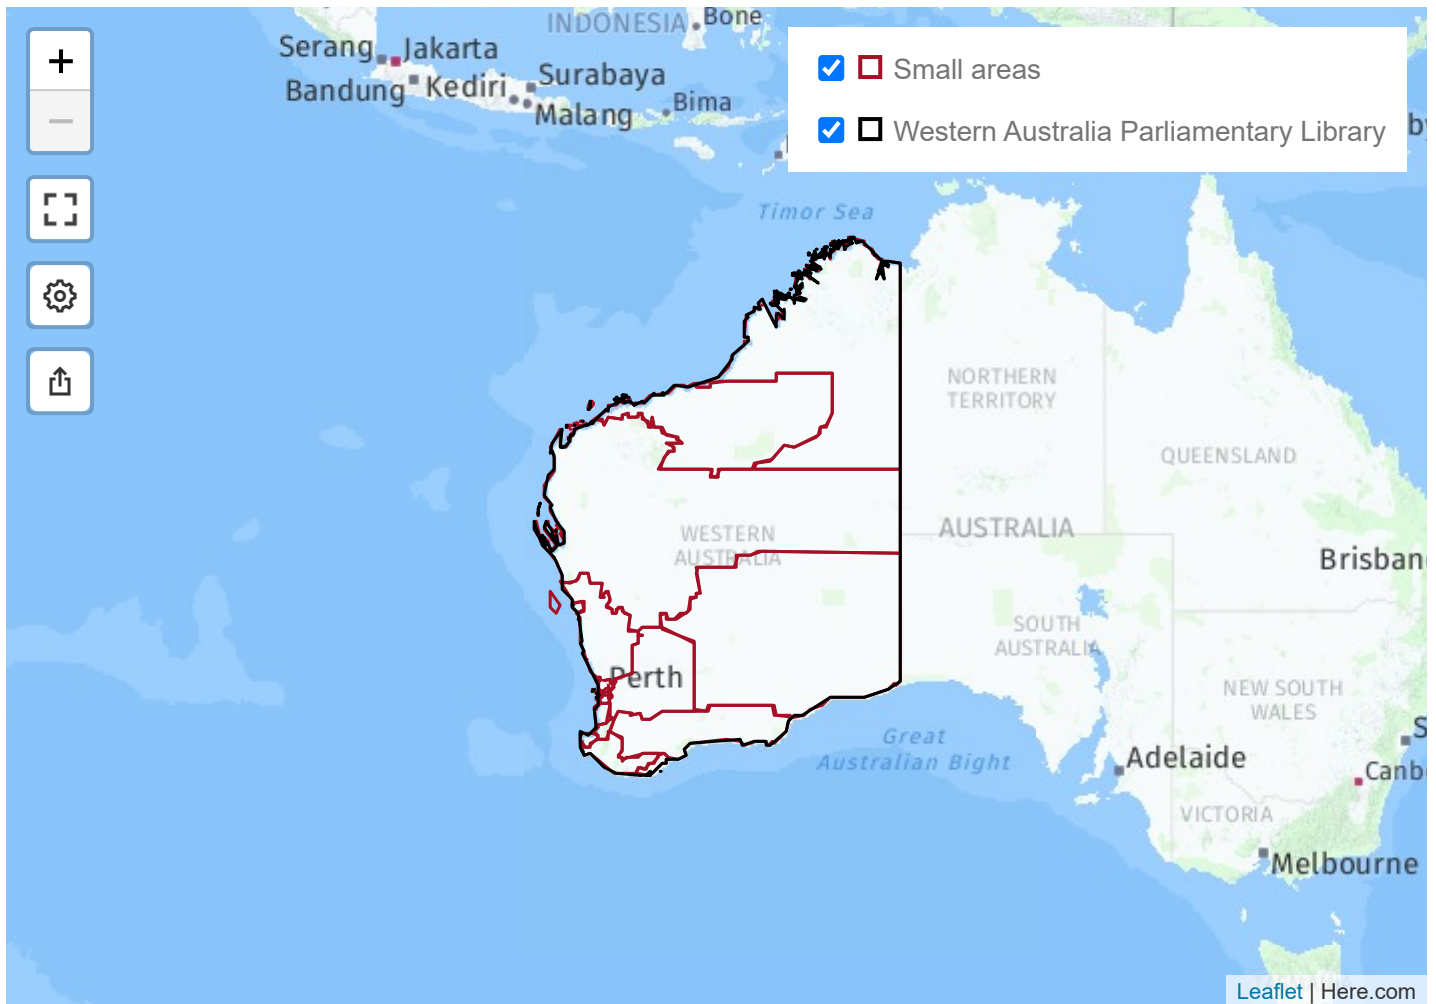 +
INDONESIA
Bone
Serang
Jakarta
Bandung
Kediri
Surabaya
Malang
Bima
Small areas
Western Australia Parliamentary Library
by
−
Timor Sea
NORTHERN
TERRITORY
QUEENSLAND
WESTERN
AUSTRALIA
AUSTRALIA
Brisban
SOUTH
AUSTRALIA
Perth
NEW SOUTH
WALES
Great
Australian Bight
Adelaide
S
Canb
VICTORIA
Melbourne
Leaflet | Here.com